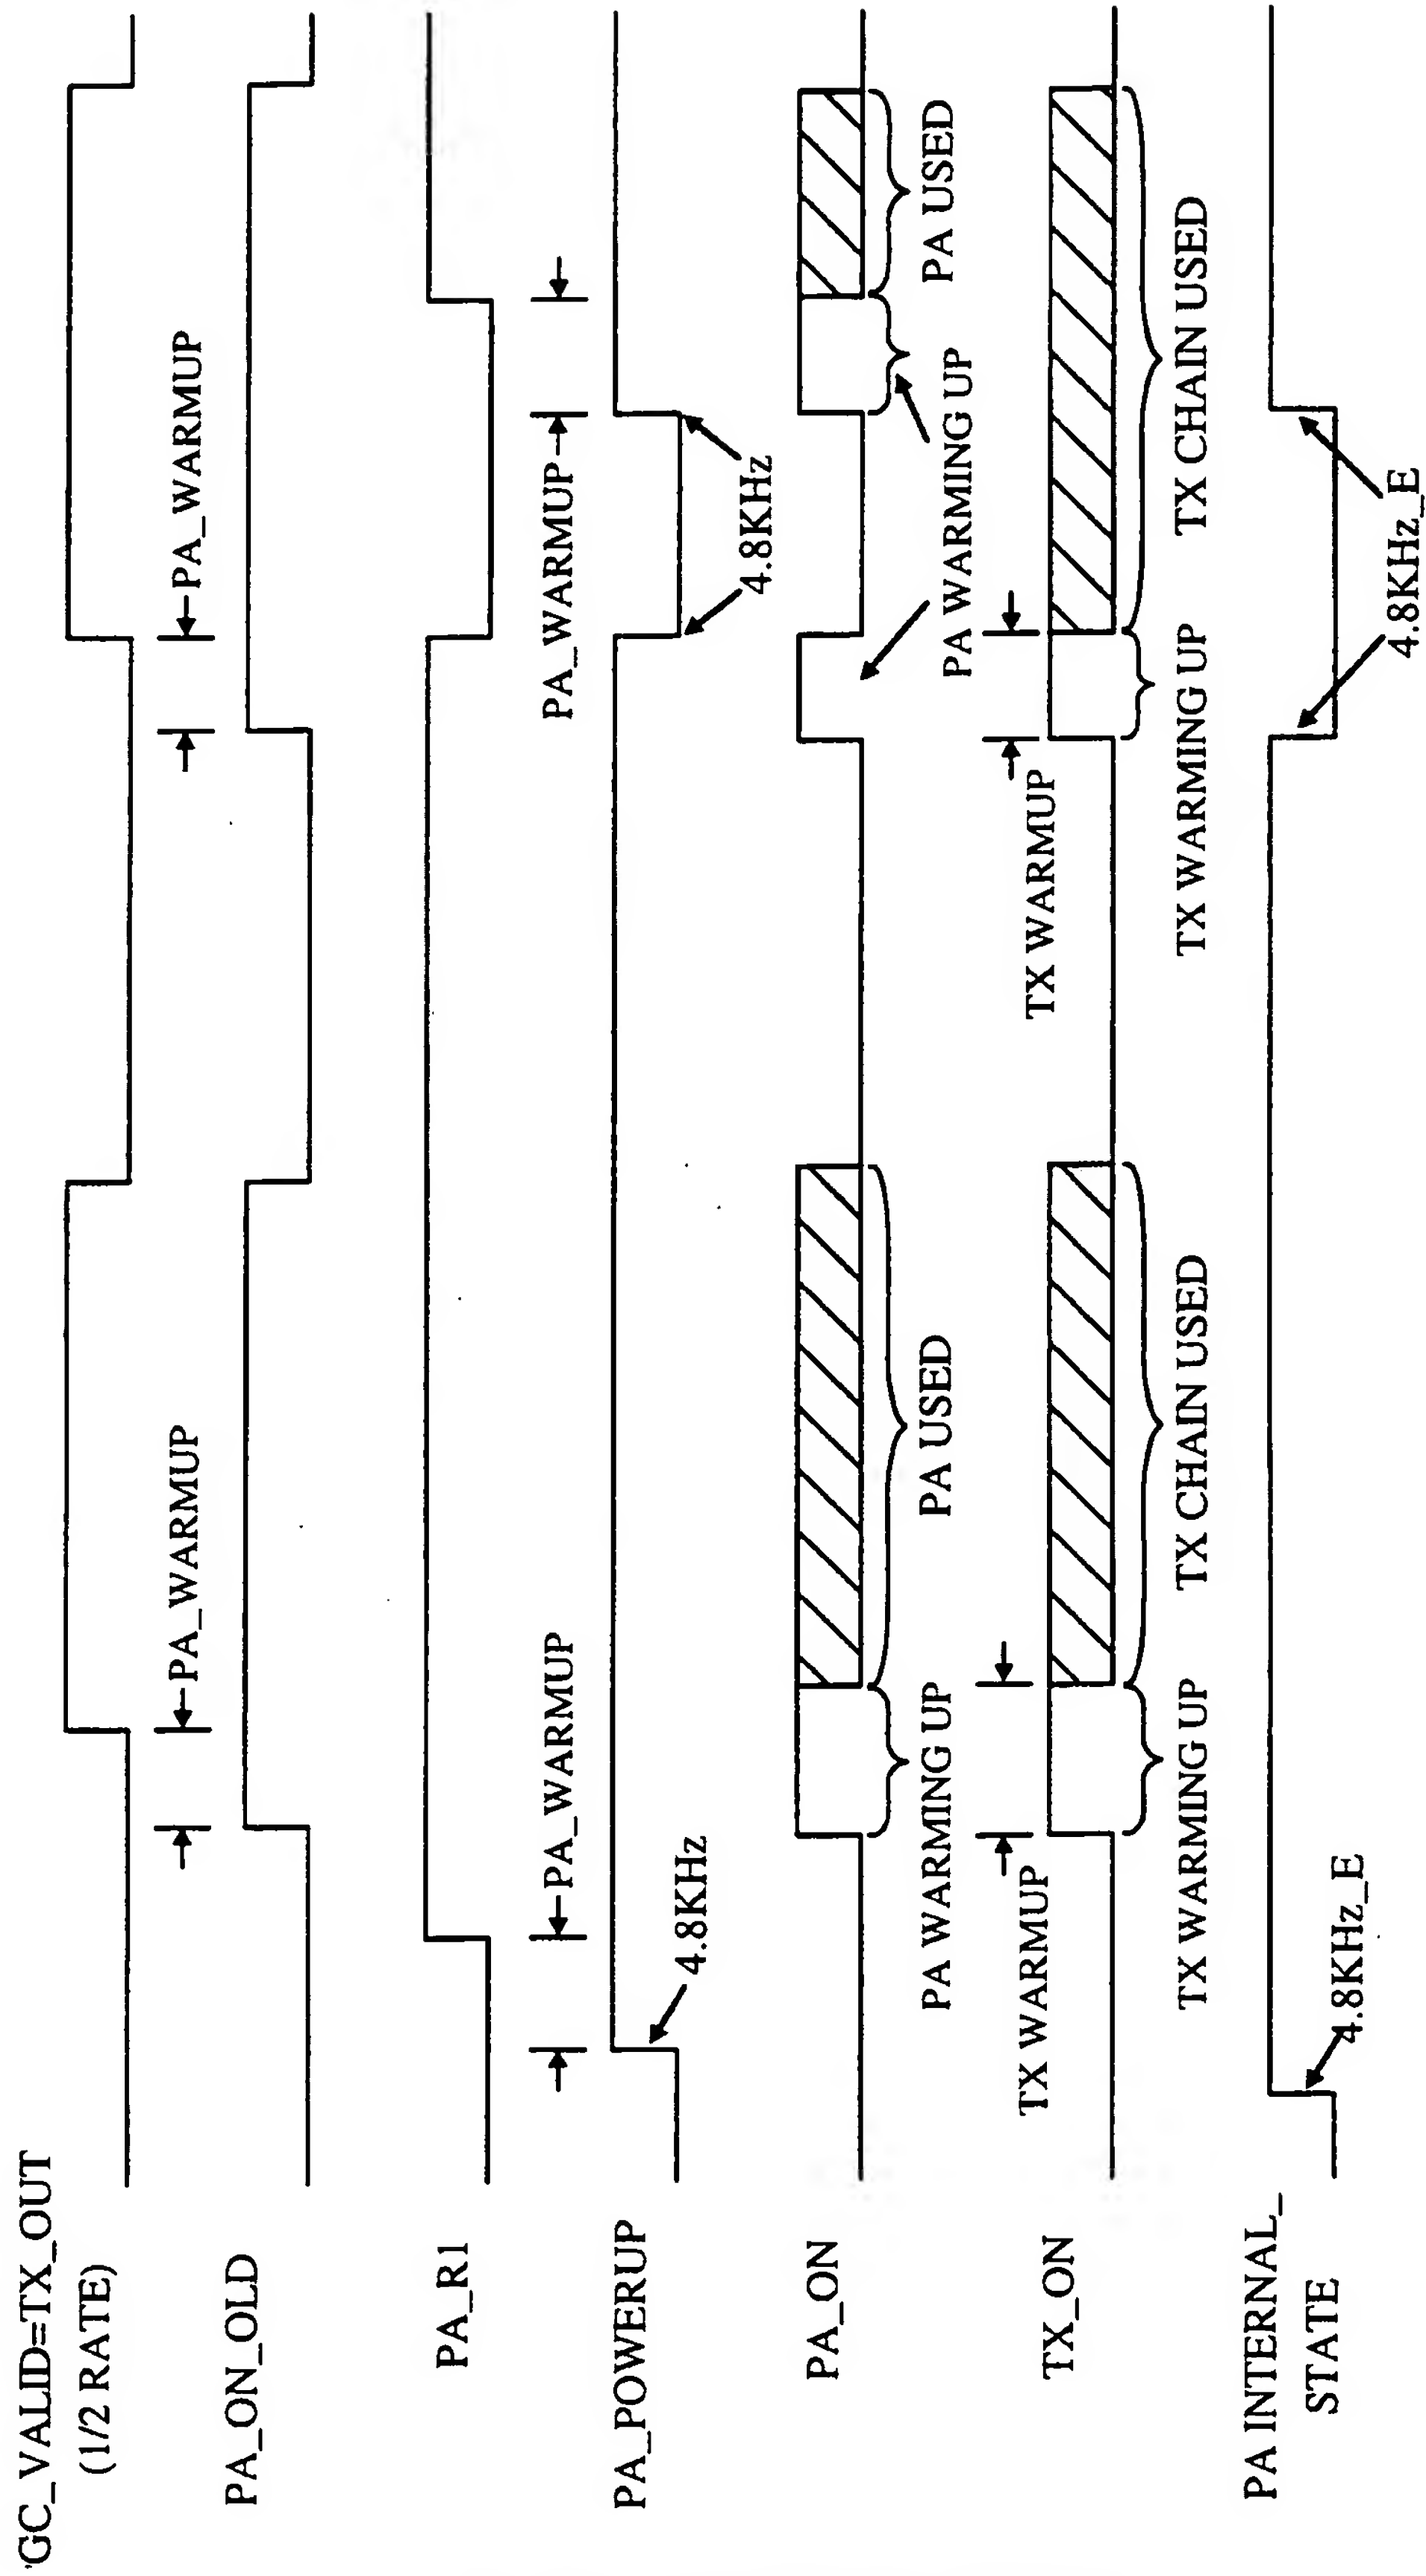 GC_VALID=TX_OUT
(1/2 RATE)
PA_WARMUP
PA_WARMUP
PA_ON_OLD
PA_R1
PA_WARMUP
PA_WARMUP
PA_POWERUP
4.8KHz
4.8KHz
PA_ON
PA WARMING UP
PA USED
PA WARMING UP
PA USED
TX WARMUP
TX WARMUP
TX_ON
TX WARMING UP
TX CHAIN USED
TX WARMING UP
TX CHAIN USED
PA INTERNAL_
STATE
4.8KHz_E
4.8KHz_E